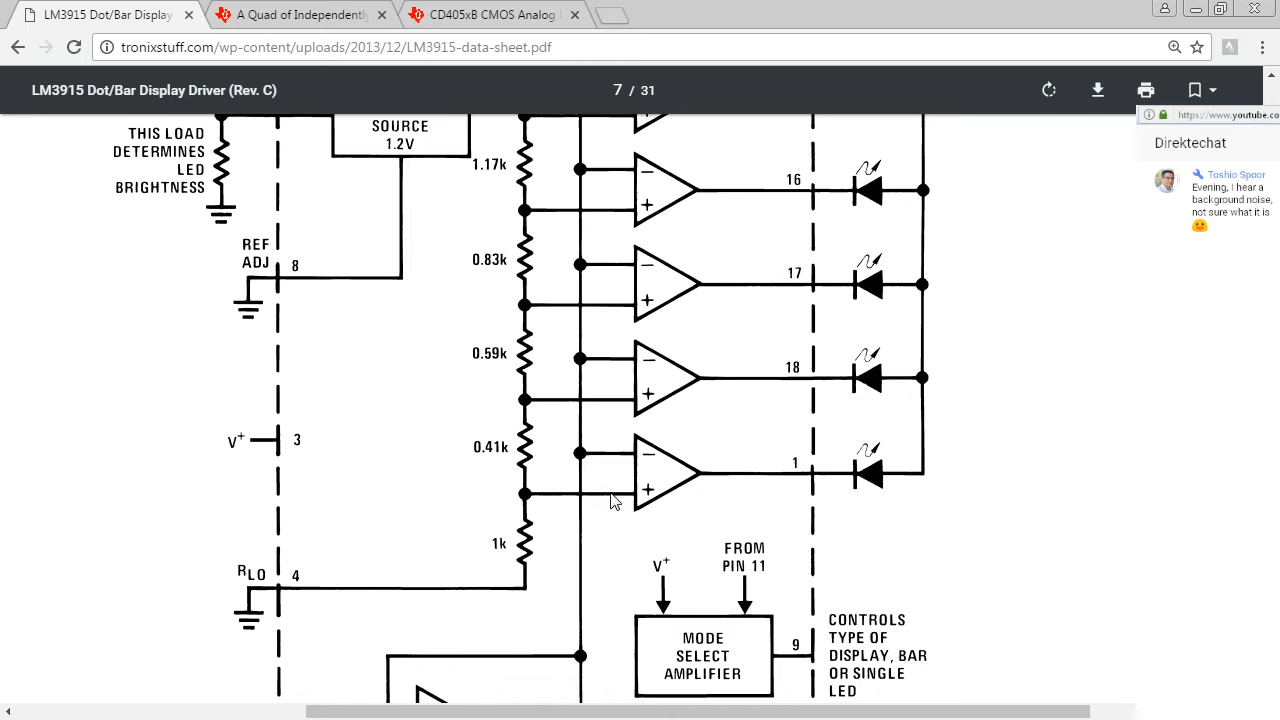 LM3915 Dot/Bar Display
A Quad of Independently
CD405xB CMOS Analog
tronixstuff.com/wp-content/uploads/2013/12/LM3915-data-sheet.pdf
LM3915 Dot/Bar Display Driver (Rev. C)
7 / 31
https://www.youtube.co
Direktechat
Toshio Spoor
Evening, I hear a
background noise,
not sure what it is
THIS LOAD
DETERMINES
LED
BRIGHTNESS
SOURCE
1.2V
REF
ADJ
8
V+
3
RLO
4
1.17k
0.83k
0.59k
0.41k
1k
−
+
16
−
+
17
−
+
18
−
+
1
V+
FROM
PIN 11
MODE
SELECT
AMPLIFIER
9
CONTROLS
TYPE OF
DISPLAY, BAR
OR SINGLE
LED